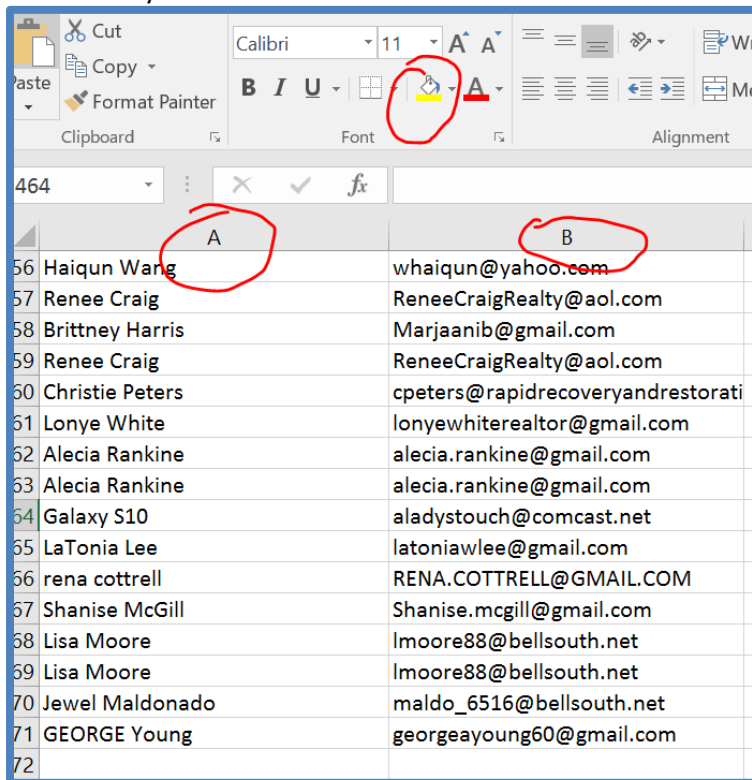 Cut
Calibri 11 A A
Copy
Paste
B I U A
Format Painter
Clipboard Font Alignment
464 fx
A B
56 Haiqun Wang whaiqun@yahoo.com
57 Renee Craig ReneeCraigRealty@aol.com
58 Brittney Harris Marjaanib@gmail.com
59 Renee Craig ReneeCraigRealty@aol.com
60 Christie Peters cpeters@rapidrecoveryandrestorati
61 Lonye White lonyewhiterealtor@gmail.com
62 Alecia Rankine alecia.rankine@gmail.com
63 Alecia Rankine alecia.rankine@gmail.com
64 Galaxy S10 aladystouch@comcast.net
65 LaTonia Lee latoniawlee@gmail.com
66 rena cottrell RENA.COTTRELL@GMAIL.COM
67 Shanise McGill Shanise.mcgill@gmail.com
68 Lisa Moore lmoore88@bellsouth.net
69 Lisa Moore lmoore88@bellsouth.net
70 Jewel Maldonado maldo_6516@bellsouth.net
71 GEORGE Young georgeayoung60@gmail.com
72